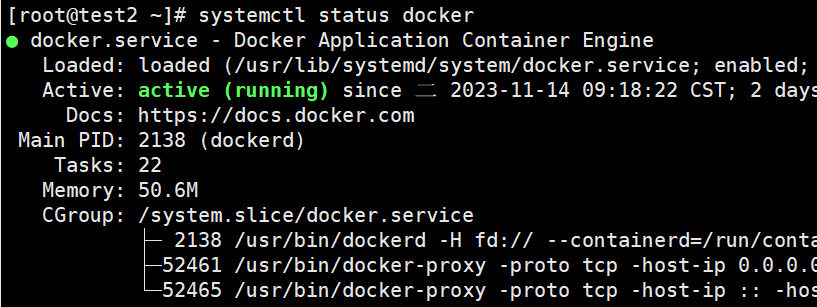 [root@test2 ~]# systemctl status docker
● docker.service - Docker Application Container Engine
Loaded: loaded (/usr/lib/systemd/system/docker.service; enabled;
Active: active (running) since 二 2023-11-14 09:18:22 CST; 2 days
Docs: https://docs.docker.com
Main PID: 2138 (dockerd)
Tasks: 22
Memory: 50.6M
CGroup: /system.slice/docker.service
├─ 2138 /usr/bin/dockerd -H fd:// --containerd=/run/conta
├─52461 /usr/bin/docker-proxy -proto tcp -host-ip 0.0.0.0
└─52465 /usr/bin/docker-proxy -proto tcp -host-ip :: -hos